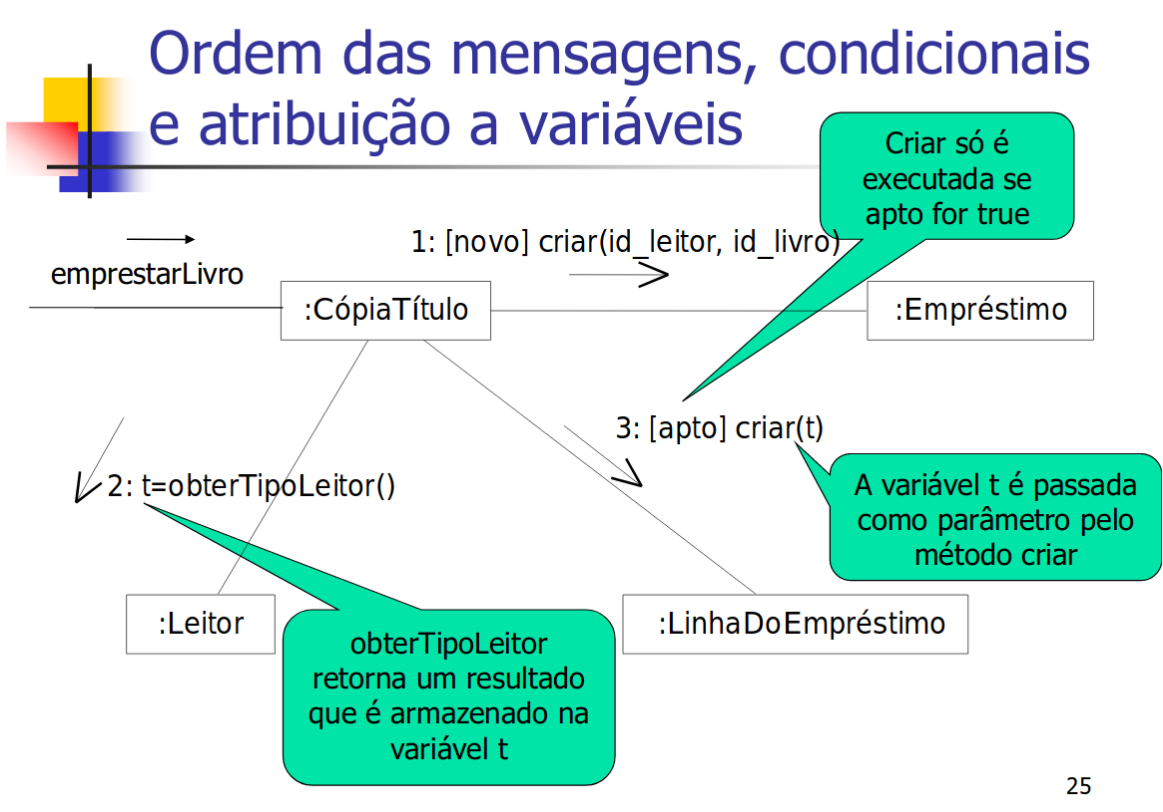 Ordem das mensagens, condicionais
e atribuição a variáveis
Criar só é
executada se
apto for true
1: [novo] criar(id_leitor, id_livro)
emprestarLivro
:CópiaTítulo
:Empréstimo
3: [apto] criar(t)
2: t=obterTipoLeitor()
A variável t é passada
como parâmetro pelo
método criar
:Leitor
:LinhaDoEmpréstimo
obterTipoLeitor
retorna um resultado
que é armazenado na
variável t
25